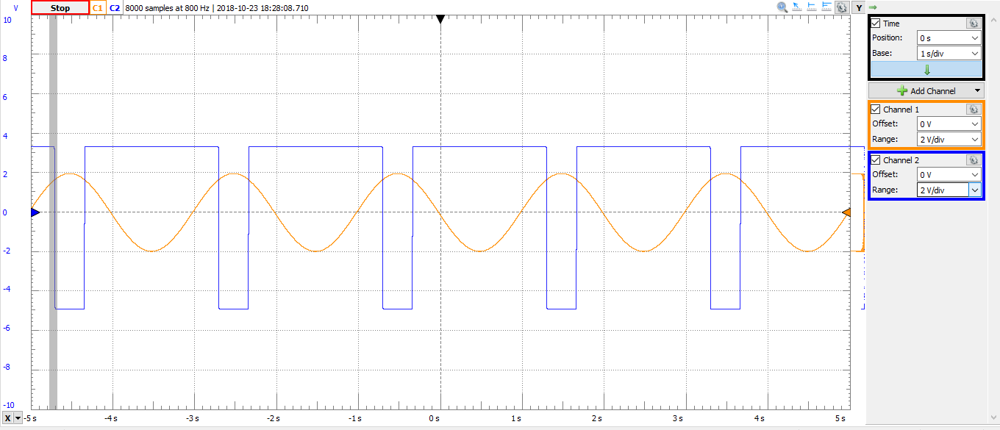 V Stop C1 C2 8000 samples at 800 Hz | 2018-10-23 18:28:08.710 Y
10
8
6
4
2
0
-2
-4
-6
-8
-10
X -5 s -4 s -3 s -2 s -1 s 0 s 1 s 2 s 3 s 4 s 5 s
Time
Position: 0 s
Base: 1 s/div
Add Channel
Channel 1
Offset: 0 V
Range: 2 V/div
Channel 2
Offset: 0 V
Range: 2 V/div